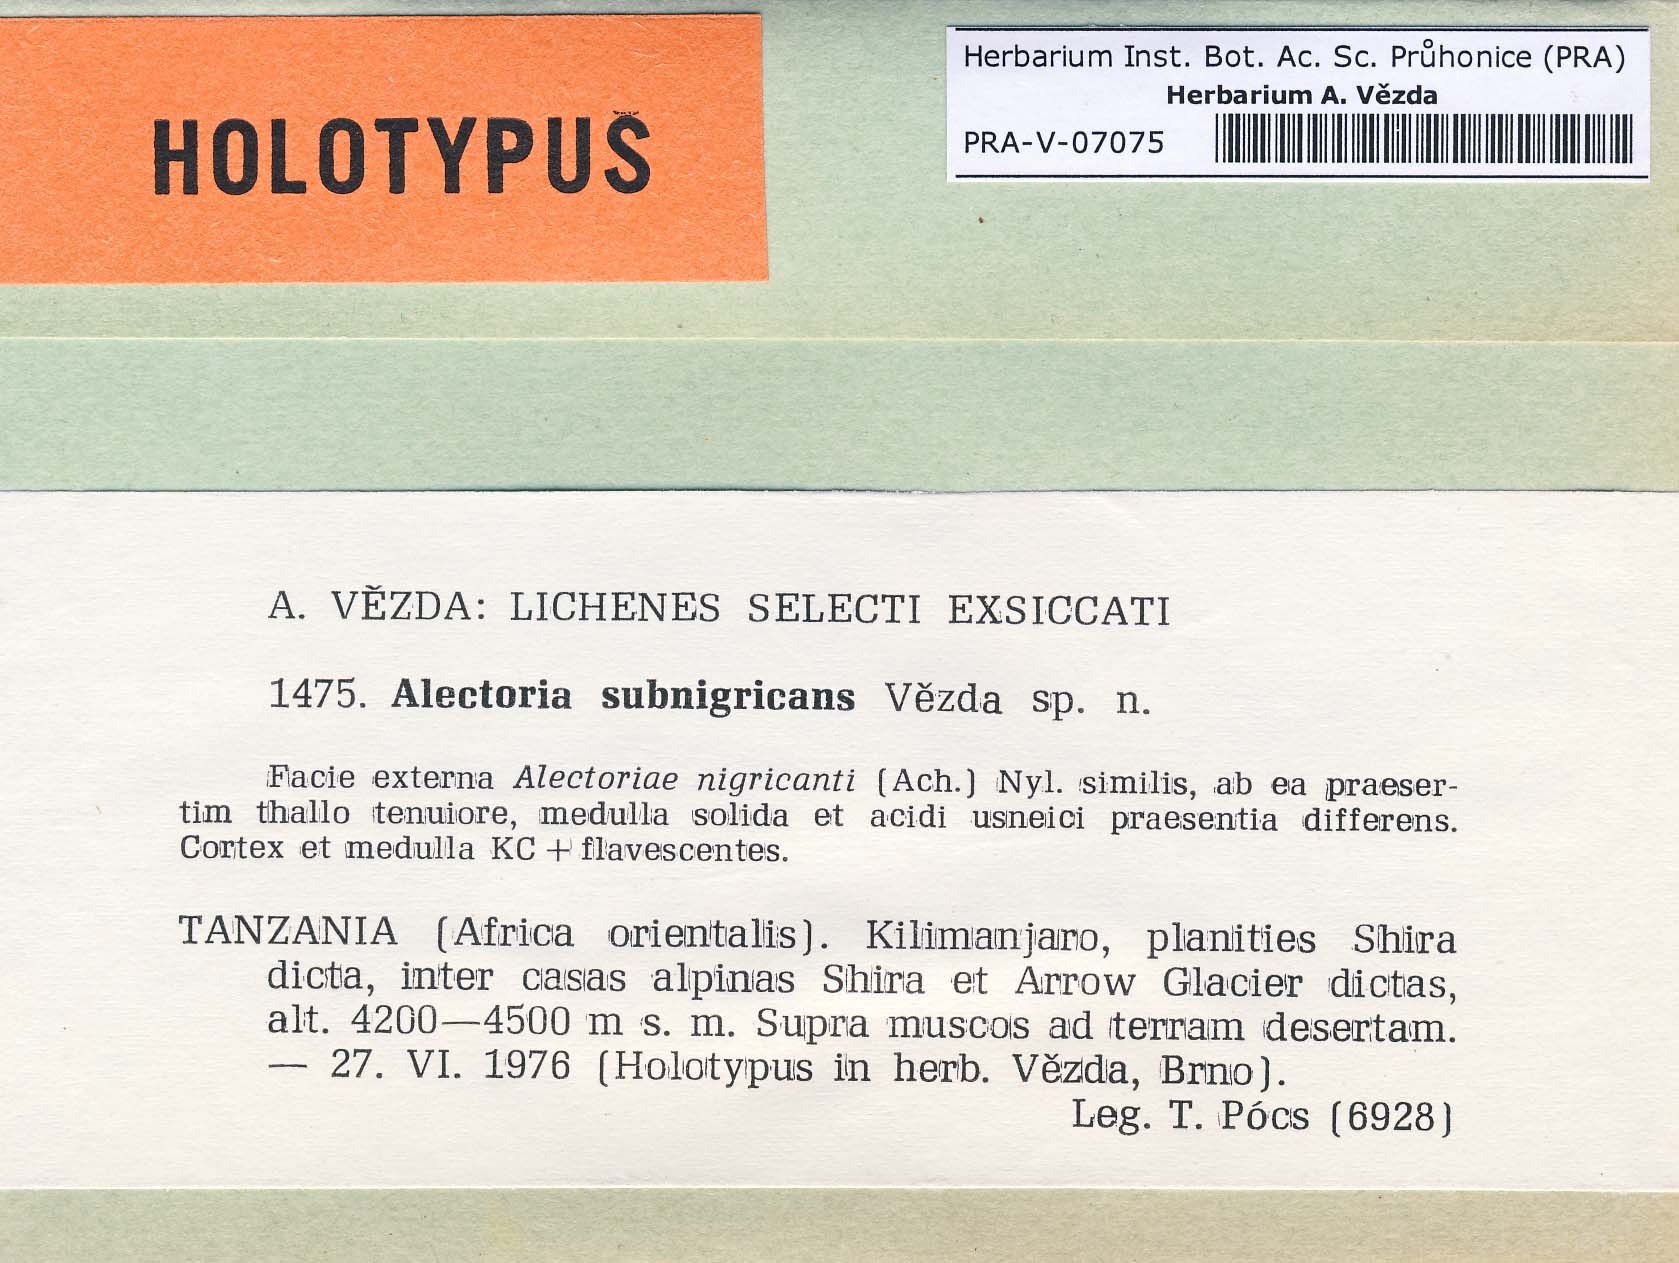 HOLOTYPUS
Herbarium Inst. Bot. Ac. Sc. Průhonice (PRA)
Herbarium A. Vězda
PRA-V-07075
A. VĚZDA: LICHENES SELECTI EXSICCATI
1475. Alectoria subnigricans Vězda sp. n.
Facie externa Alectoriae nigricanti (Ach.) Nyl. similis, ab ea praeser-
tim thallo tenuiore, medulla solida et acidi usneici praesentia differens.
Cortex et medulla KC + flavescentes.
TANZANIA (Africa orientalis). Kilimanjaro, planities Shira
dicta, inter casas alpinas Shira et Arrow Glacier dictas,
alt. 4200—4500 m s. m. Supra muscos ad terram desertam.
— 27. VI. 1976 (Holotypus in herb. Vězda, Brno).
Leg. T. Pócs (6928)